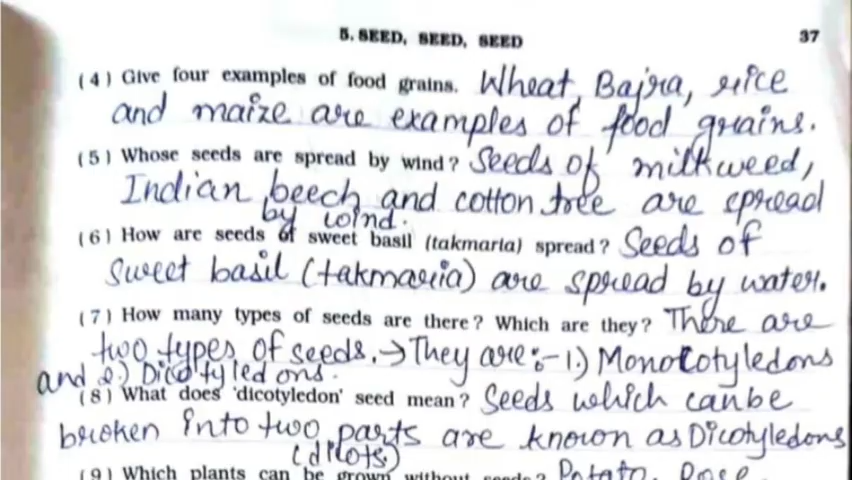 5. SEED, SEED, SEED 37
(4) Give four examples of food grains. Wheat, Bajra, rice
and maize are examples of food grains.
(5) Whose seeds are spread by wind? Seeds of milkweed,
Indian beech and cotton tree are spread
by wind.
(6) How are seeds of sweet basil (takmaria) spread? Seeds of
sweet basil (takmaria) are spread by water.
(7) How many types of seeds are there? Which are they? There are
two types of seeds. → They are :- 1.) Monocotyledons
and 2.) Dicotyledons.
(8) What does 'dicotyledon' seed mean? Seeds which can be
broken into two parts are known as Dicotyledons
(dicots.)
(9) Which plants can be grown without seeds? Potato, Rose